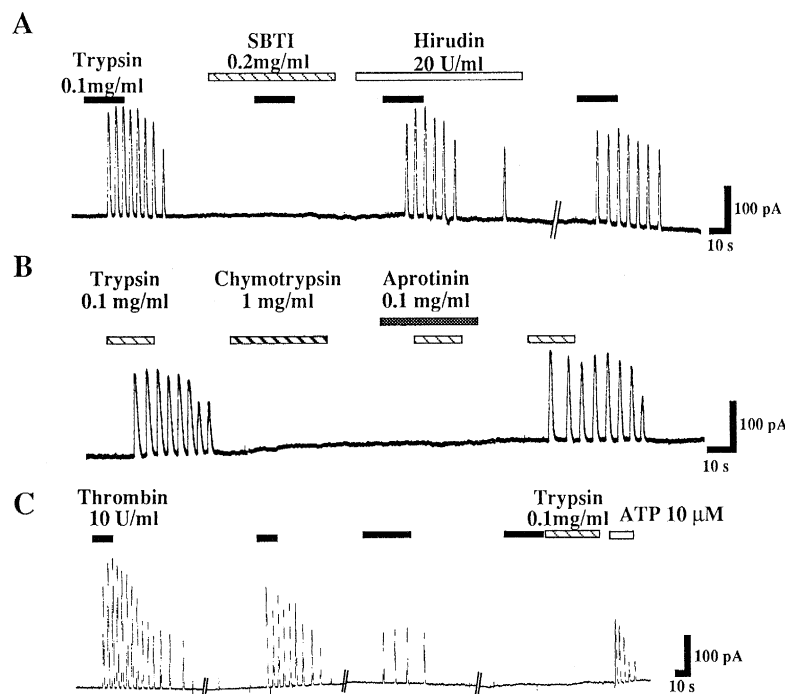 A
SBTI
0.2mg/ml
Hirudin
20 U/ml
Trypsin
0.1mg/ml
100 pA
10 s
B
Trypsin
0.1 mg/ml
Chymotrypsin
1 mg/ml
Aprotinin
0.1 mg/ml
100 pA
10 s
C
Thrombin
10 U/ml
Trypsin
0.1mg/ml
ATP 10 μM
100 pA
10 s